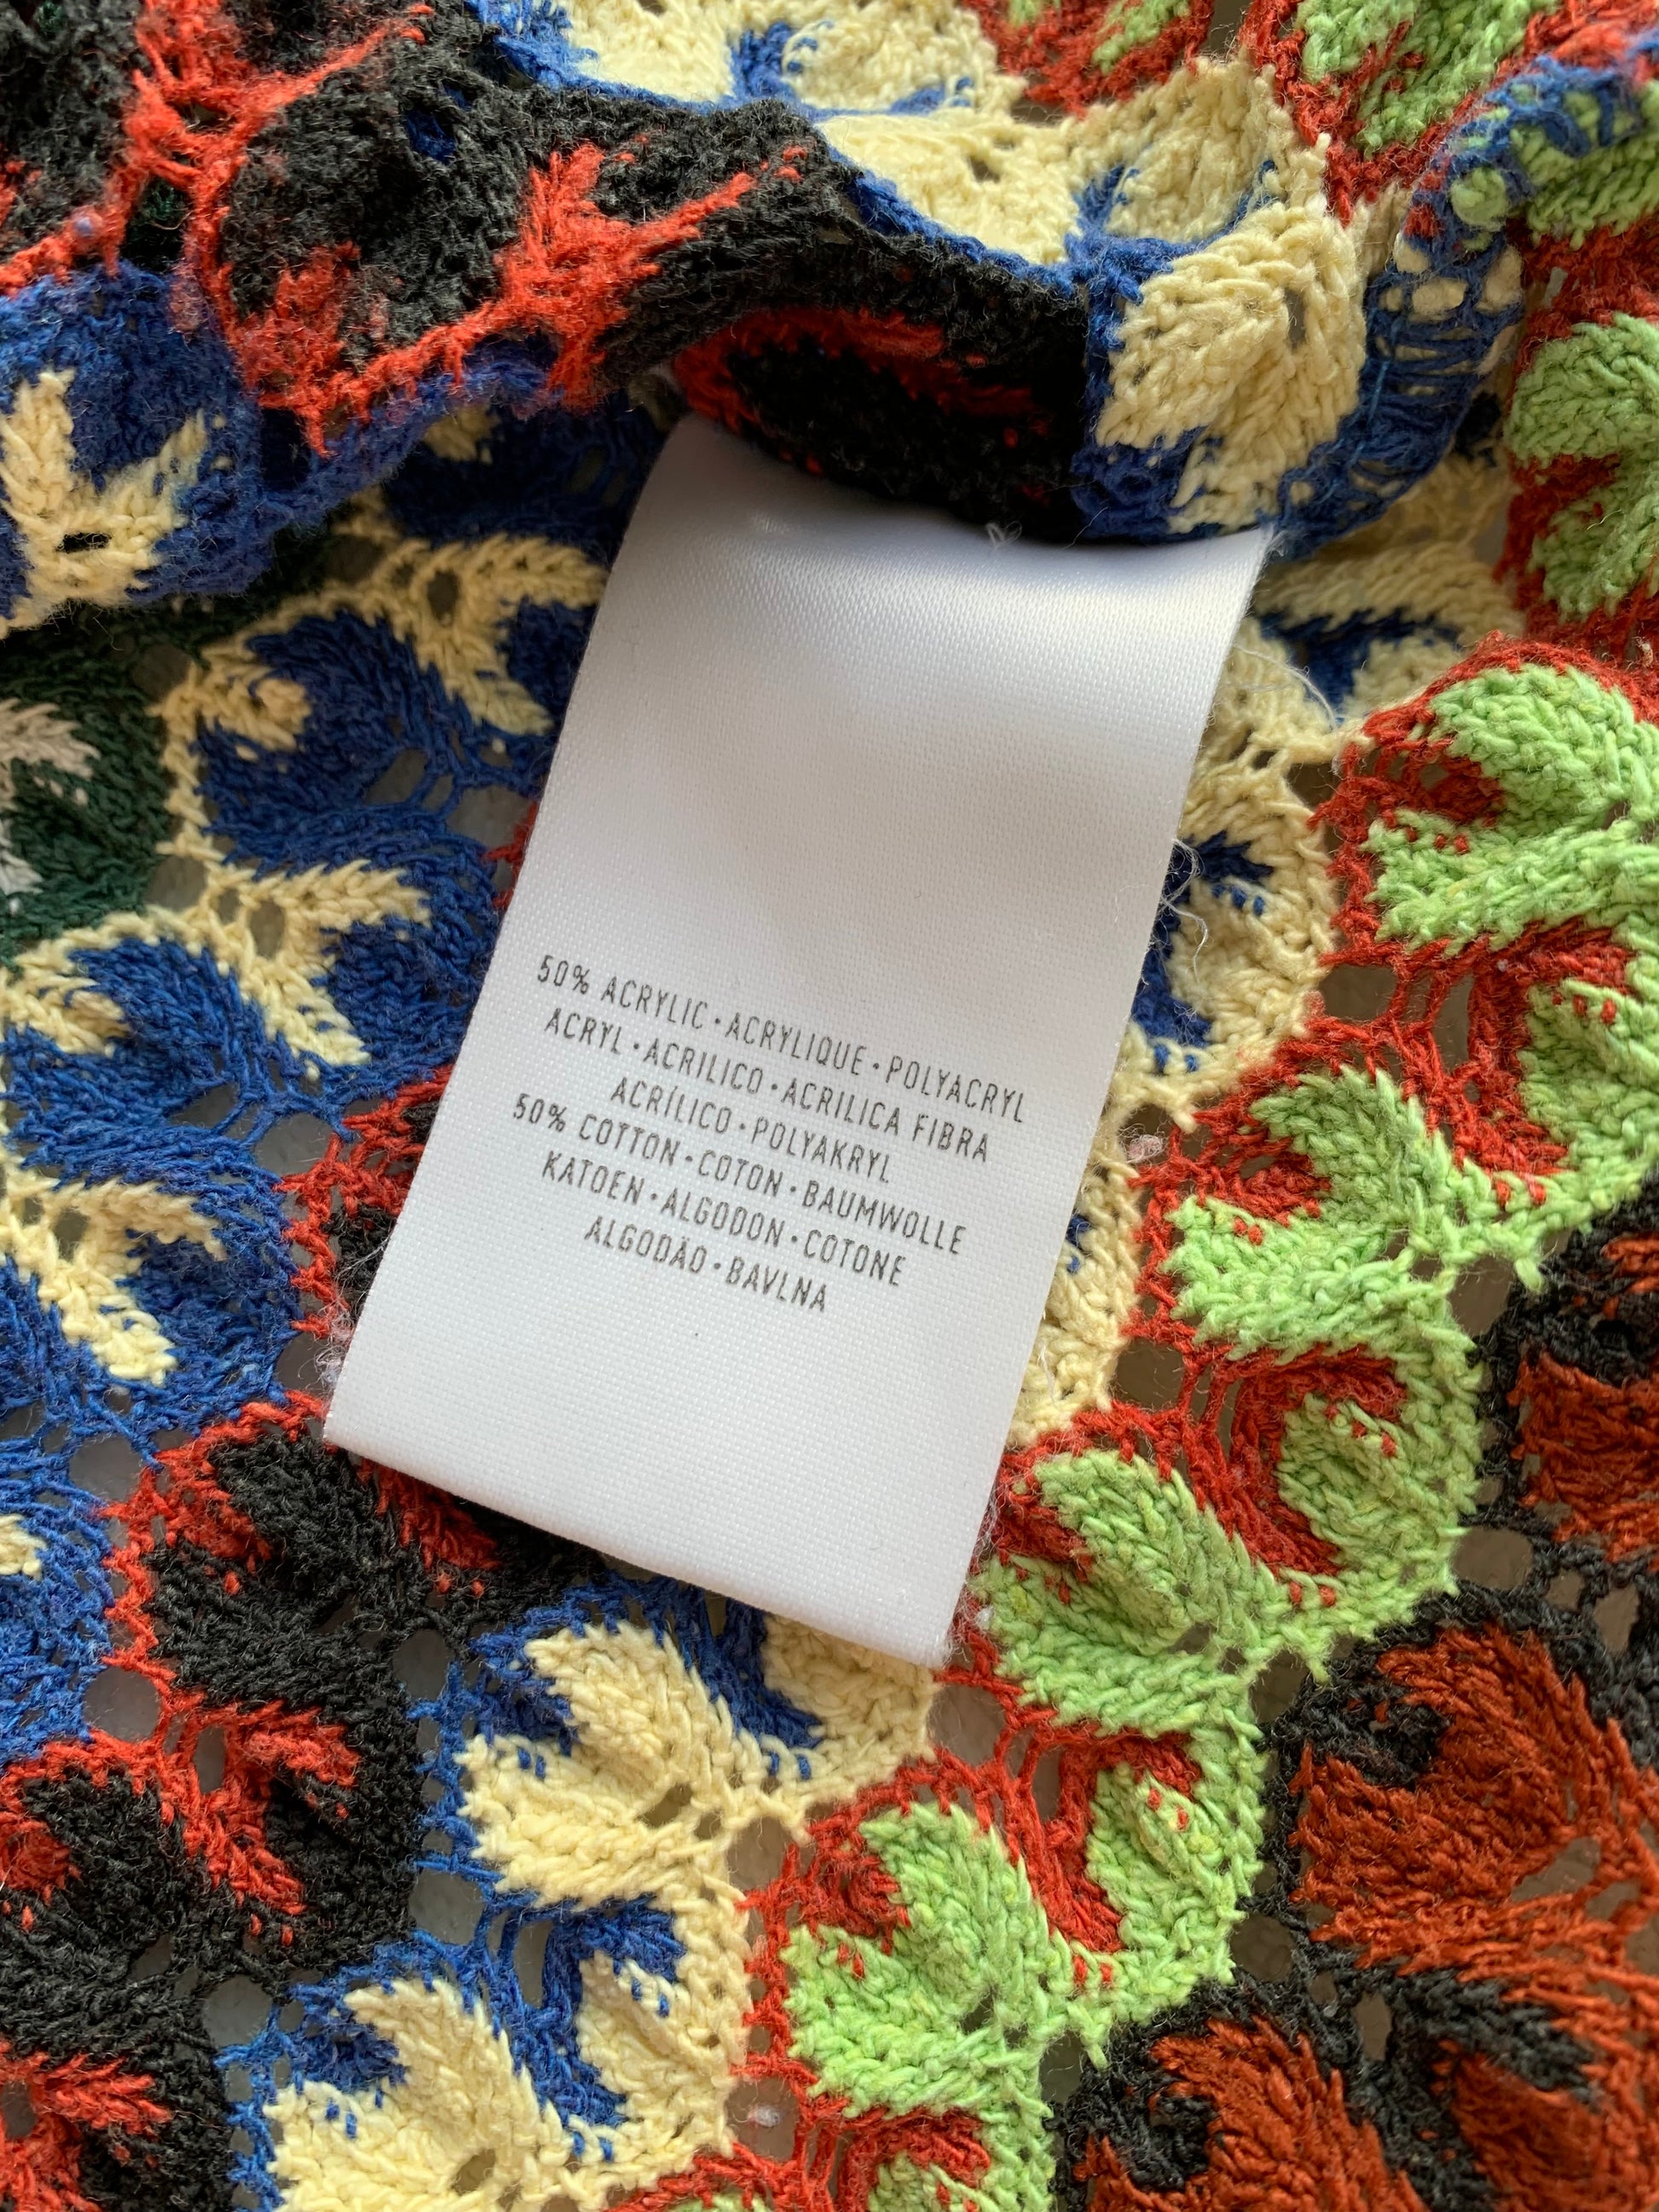 50% ACRYLIC·ACRYLIQUE·POLYACRYL
ACRYL·ACRILICO·ACRILICA FIBRA
ACRÍLICO·POLYAKRYL
50% COTTON·COTON·BAUMWOLLE
KATOEN·ALGODON·COTONE
ALGODÃO·BAVLNA